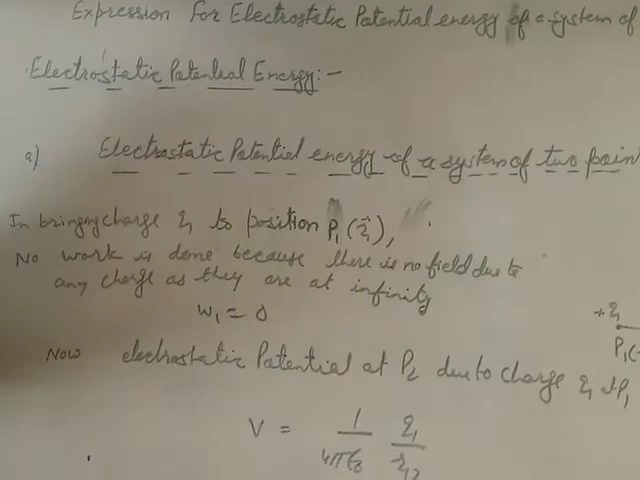 Expression For Electrostatic Potential energy of a system of
Electrostatic Potential Energy:-
a) Electrostatic Potential energy of a system of two poin
In bringing charge q₁ to position P₁(r⃗₁),
No work is done because there is no field due to
any charge as they are at infinity
W₁ = 0
+q₁
P₁(
Now electrostatic Potential at P₂ due to charge q₁ at P₁
V = 1/4πε₀ q₁/r₁₂